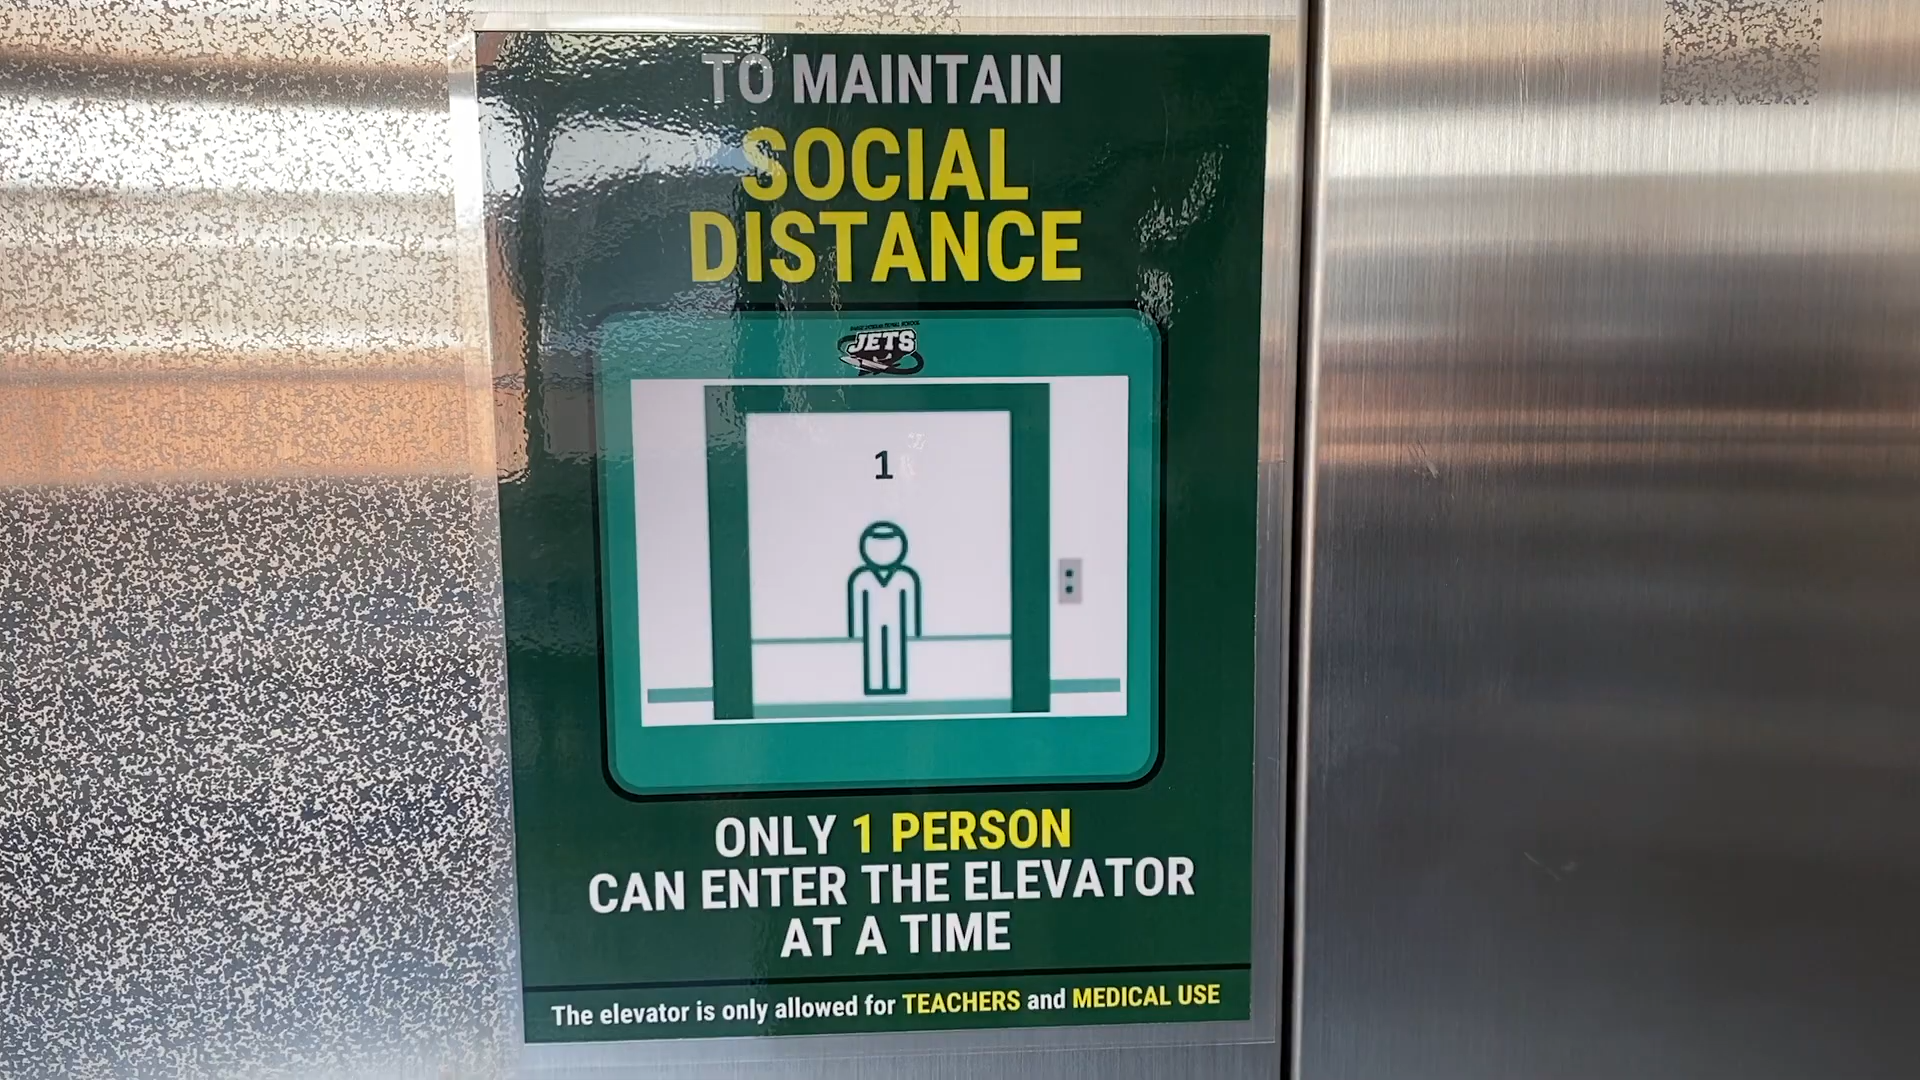 TO MAINTAIN
SOCIAL
DISTANCE
JETS
1
ONLY 1 PERSON
CAN ENTER THE ELEVATOR
AT A TIME
The elevator is only allowed for TEACHERS and MEDICAL USE